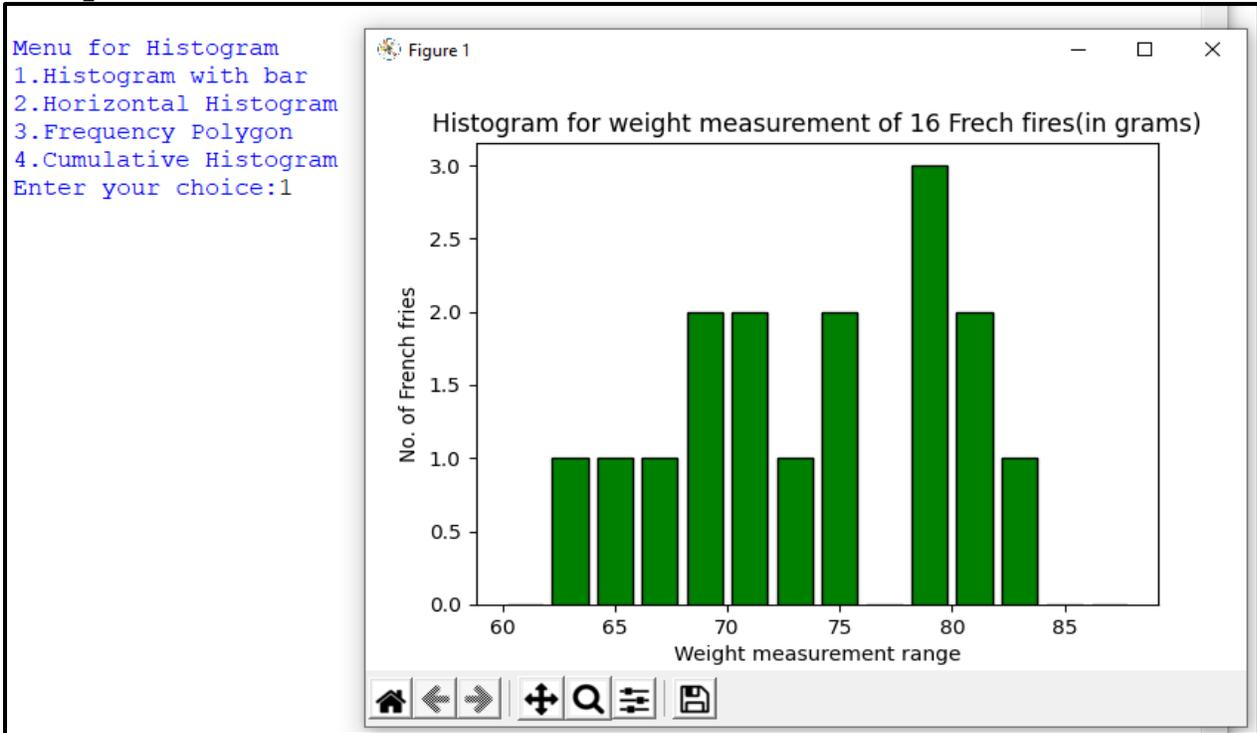 Menu for Histogram
1.Histogram with bar
2.Horizontal Histogram
3.Frequency Polygon
4.Cumulative Histogram
Enter your choice:1
Figure 1
Histogram for weight measurement of 16 Frech fires(in grams)
3.0
2.5
2.0
1.5
1.0
0.5
0.0
No. of French fries
60 65 70 75 80 85
Weight measurement range